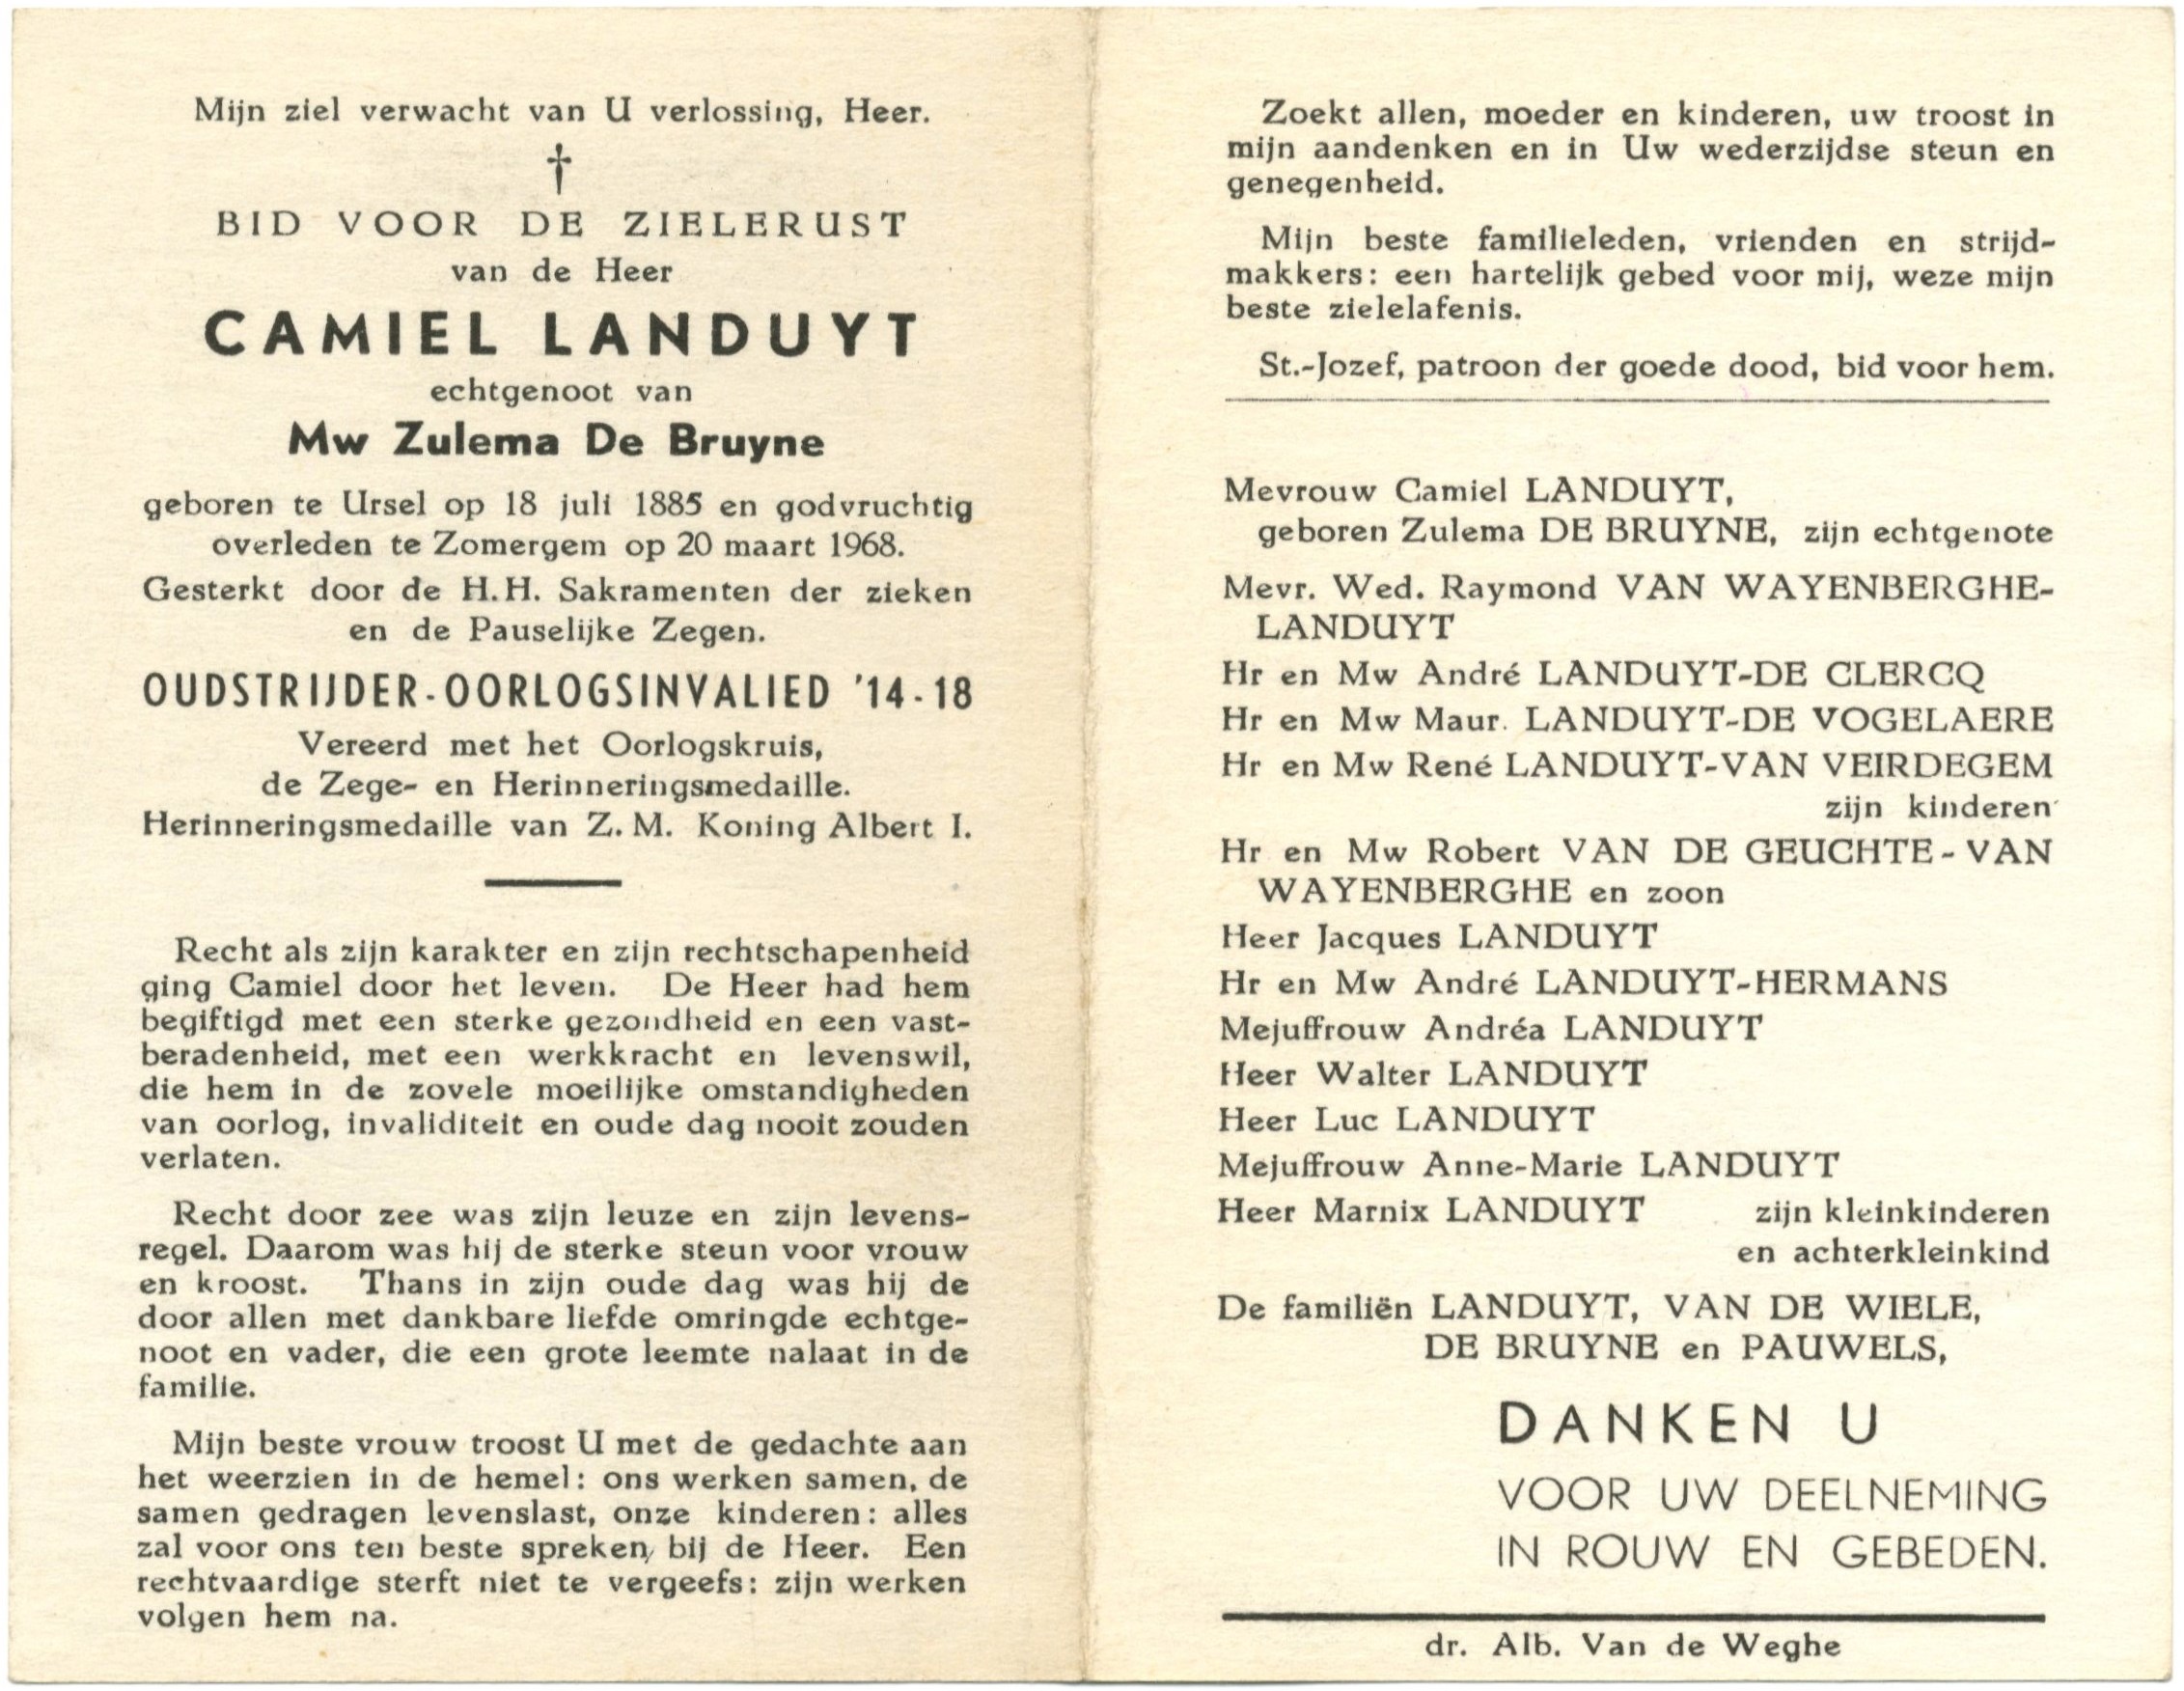 Mijn ziel verwacht van U verlossing, Heer.
†
BID VOOR DE ZIELERUST
van de Heer
CAMIEL LANDUYT
echtgenoot van
Mw Zulema De Bruyne
geboren te Ursel op 18 juli 1885 en godvruchtig
overleden te Zomergem op 20 maart 1968.
Gesterkt door de H.H. Sakramenten der zieken
en de Pauselijke Zegen.
OUDSTRIJDER-OORLOGSINVALIED '14-18
Vereerd met het Oorlogskruis,
de Zege- en Herinneringsmedaille.
Herinneringsmedaille van Z. M. Koning Albert I.
Recht als zijn karakter en zijn rechtschapenheid
ging Camiel door het leven. De Heer had hem
begiftigd met een sterke gezondheid en een vast-
beradenheid, met een werkkracht en levenswil,
die hem in de zovele moeilijke omstandigheden
van oorlog, invaliditeit en oude dag nooit zouden
verlaten.
Recht door zee was zijn leuze en zijn levens-
regel. Daarom was hij de sterke steun voor vrouw
en kroost. Thans in zijn oude dag was hij de
door allen met dankbare liefde omringde echtge-
noot en vader, die een grote leemte nalaat in de
familie.
Mijn beste vrouw troost U met de gedachte aan
het weerzien in de hemel: ons werken samen, de
samen gedragen levenslast, onze kinderen: alles
zal voor ons ten beste spreken, bij de Heer. Een
rechtvaardige sterft niet te vergeefs: zijn werken
volgen hem na.
Zoekt allen, moeder en kinderen, uw troost in
mijn aandenken en in Uw wederzijdse steun en
genegenheid.
Mijn beste familieleden, vrienden en strijd-
makkers: een hartelijk gebed voor mij, weze mijn
beste zielelafenis.
St.-Jozef, patroon der goede dood, bid voor hem.
Mevrouw Camiel LANDUYT,
geboren Zulema DE BRUYNE, zijn echtgenote
Mevr. Wed. Raymond VAN WAYENBERGHE-
LANDUYT
Hr en Mw André LANDUYT-DE CLERCQ
Hr en Mw Maur. LANDUYT-DE VOGELAERE
Hr en Mw René LANDUYT-VAN VEIRDEGEM
zijn kinderen
Hr en Mw Robert VAN DE GEUCHTE-VAN
WAYENBERGHE en zoon
Heer Jacques LANDUYT
Hr en Mw André LANDUYT-HERMANS
Mejuffrouw Andréa LANDUYT
Heer Walter LANDUYT
Heer Luc LANDUYT
Mejuffrouw Anne-Marie LANDUYT
Heer Marnix LANDUYT zijn kleinkinderen
en achterkleinkind
De familiën LANDUYT, VAN DE WIELE,
DE BRUYNE en PAUWELS,
DANKEN U
VOOR UW DEELNEMING
IN ROUW EN GEBEDEN.
dr. Alb. Van de Weghe